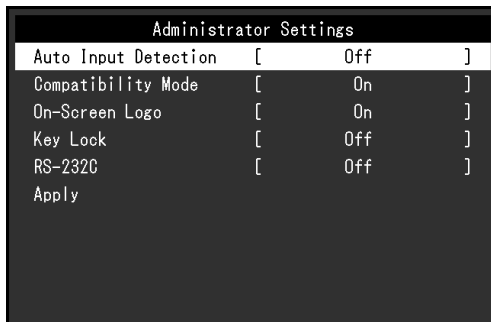 Administrator Settings
Auto Input Detection [ Off ]
Compatibility Mode [ On ]
On-Screen Logo [ On ]
Key Lock [ Off ]
RS-232C [ Off ]
Apply